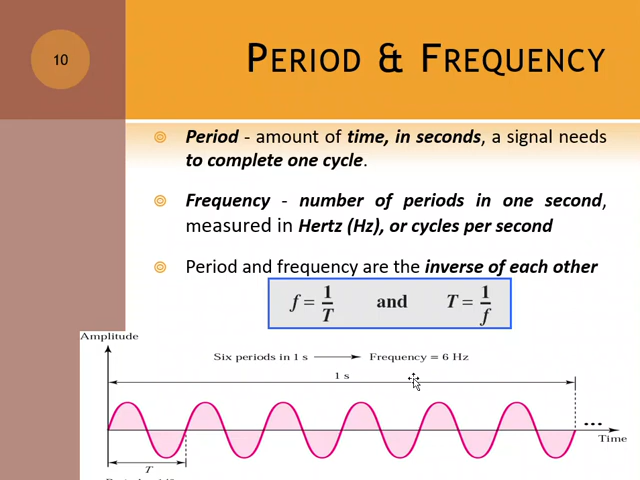 10
PERIOD & FREQUENCY
Period - amount of time, in seconds, a signal needs
to complete one cycle.
Frequency - number of periods in one second,
measured in Hertz (Hz), or cycles per second
Period and frequency are the inverse of each other
f = 1/T and T = 1/f
Amplitude
Six periods in 1 s Frequency = 6 Hz
1 s
...
Time
T